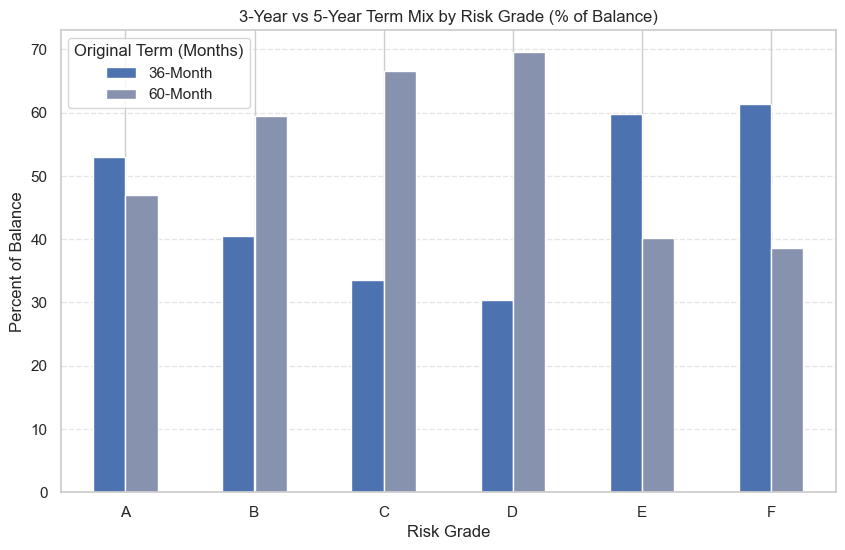 3-Year vs 5-Year Term Mix by Risk Grade (% of Balance)
Original Term (Months)
36-Month
60-Month
Percent of Balance
70
60
50
40
30
20
10
0
A B C D E F
Risk Grade